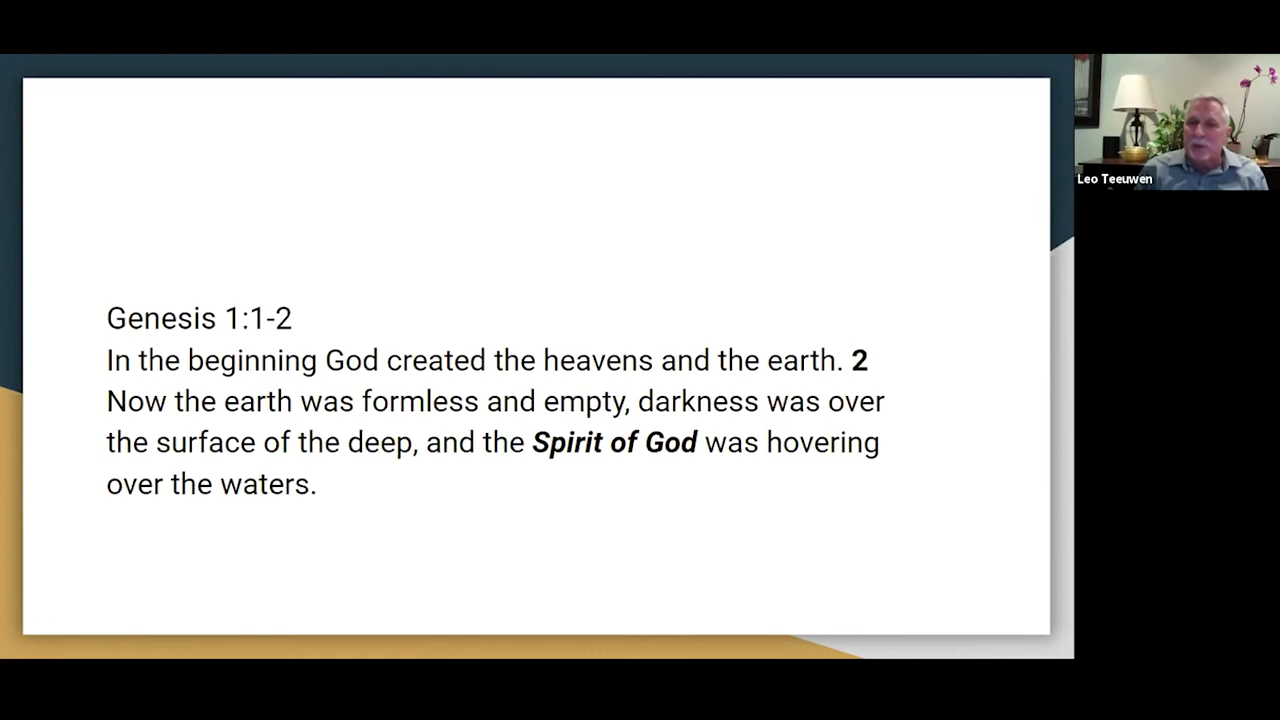 Genesis 1:1-2
In the beginning God created the heavens and the earth. 2
Now the earth was formless and empty, darkness was over
the surface of the deep, and the Spirit of God was hovering
over the waters.
Leo Teeuwen